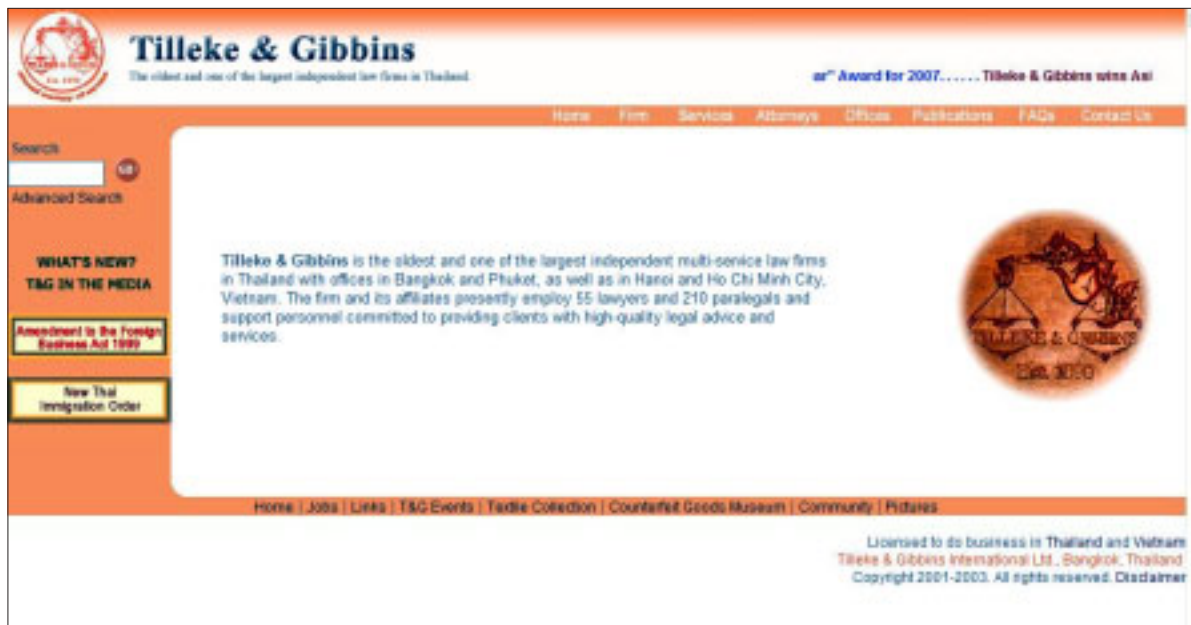 Tilleke & Gibbins
The oldest and one of the largest independent law firms in Thailand.
ar" Award for 2007...... Tilleke & Gibbins wins Asi
Home Firm Services Attorneys Offices Publications FAQs Contact Us
Search
GO
Advanced Search
WHAT'S NEW?
T&G IN THE MEDIA
Amendment to the Foreign
Business Act 1999
New Thai
Immigration Order
Tilleke & Gibbins is the oldest and one of the largest independent multi-service law firms
in Thailand with offices in Bangkok and Phuket, as well as in Hanoi and Ho Chi Minh City,
Vietnam. The firm and its affiliates presently employ 55 lawyers and 210 paralegals and
support personnel committed to providing clients with high-quality legal advice and
services.
TILLEKE & GIBBINS
Est. 1890
Home | Jobs | Links | T&G Events | Textile Collection | Counterfeit Goods Museum | Community | Pictures
Licensed to do business in Thailand and Vietnam
Tilleke & Gibbins International Ltd., Bangkok, Thailand
Copyright 2001-2003. All rights reserved. Disclaimer